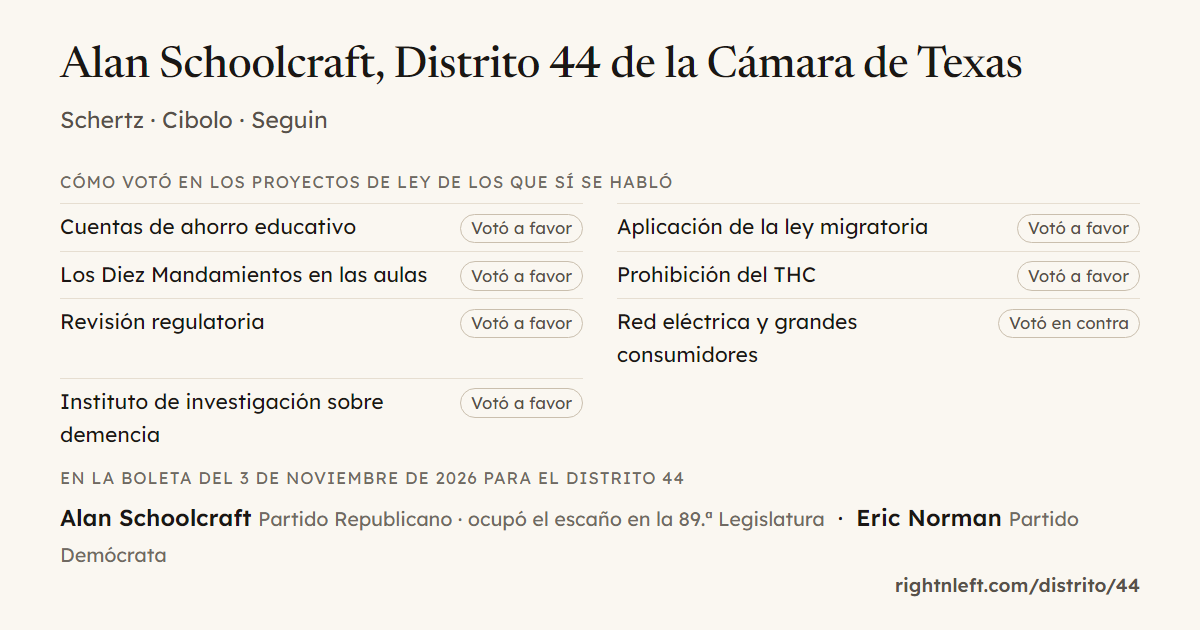 Alan Schoolcraft, Distrito 44 de la Cámara de Texas
Schertz · Cibolo · Seguin
CÓMO VOTÓ EN LOS PROYECTOS DE LEY DE LOS QUE SÍ SE HABLÓ
Cuentas de ahorro educativo Votó a favor
Aplicación de la ley migratoria Votó a favor
Los Diez Mandamientos en las aulas Votó a favor
Prohibición del THC Votó a favor
Revisión regulatoria Votó a favor
Red eléctrica y grandes Votó en contra
consumidores
Instituto de investigación sobre Votó a favor
demencia
EN LA BOLETA DEL 3 DE NOVIEMBRE DE 2026 PARA EL DISTRITO 44
Alan Schoolcraft Partido Republicano · ocupó el escaño en la 89.ª Legislatura · Eric Norman Partido
Demócrata
rightnleft.com/distrito/44